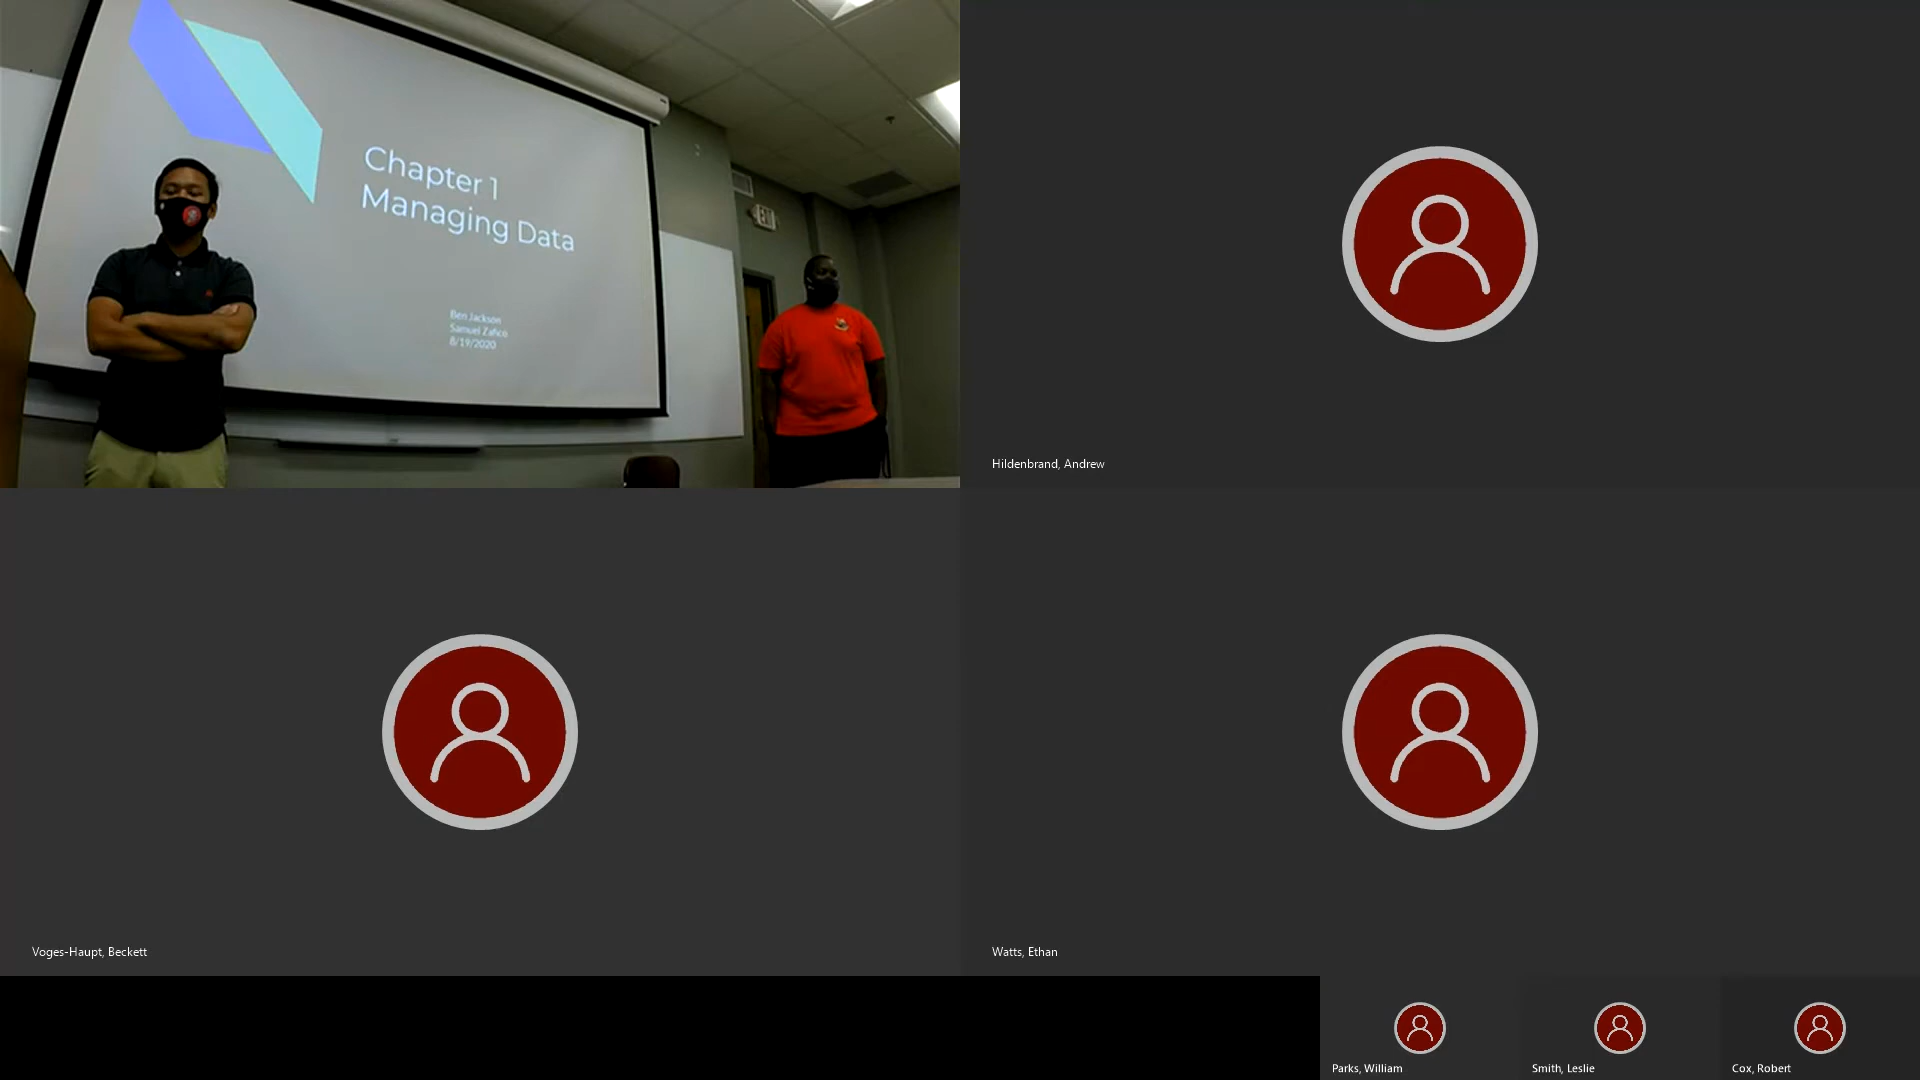 Chapter 1
Managing Data
Ben Jackson
Samuel Zafico
8/19/2020
EXIT
Hildenbrand, Andrew
Voges-Haupt, Beckett
Watts, Ethan
Parks, William
Smith, Leslie
Cox, Robert